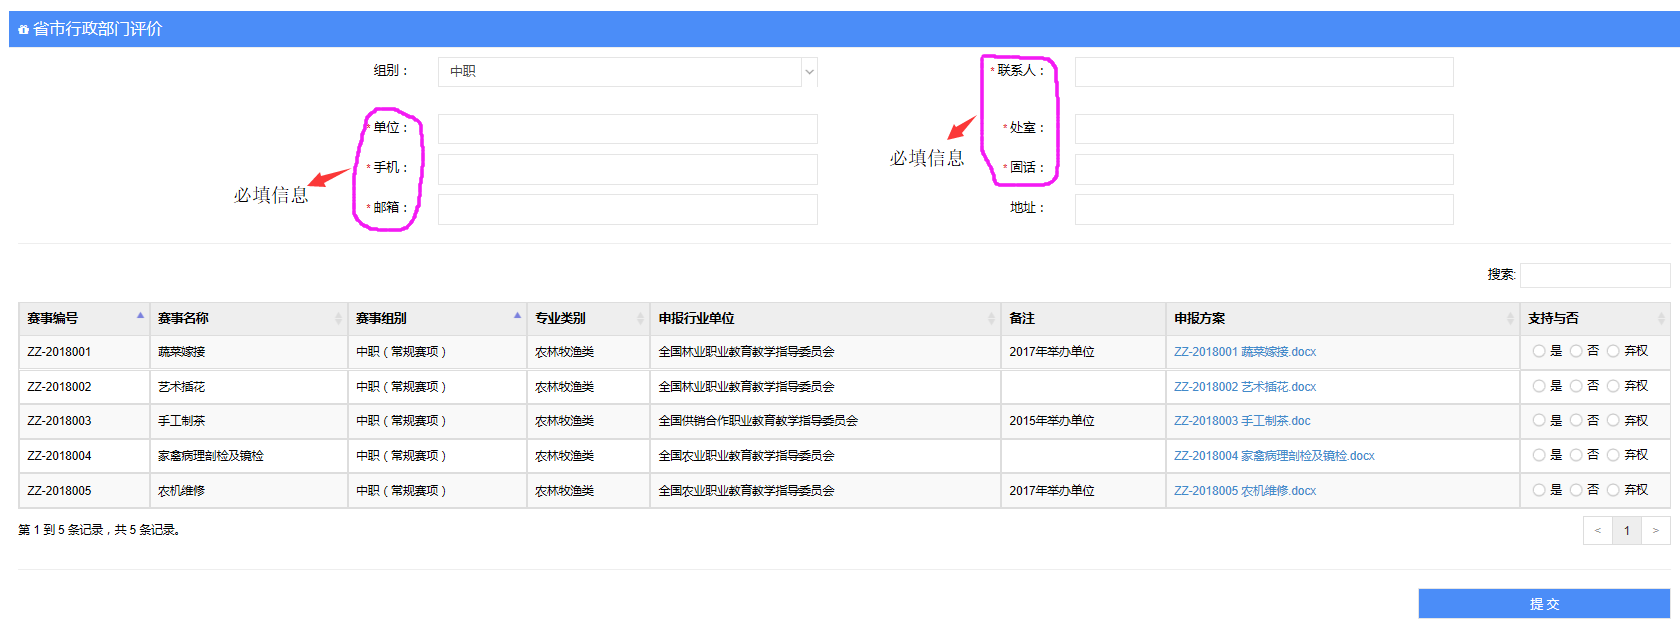 省市行政部门评价
组别： 中职 *联系人：
*单位： *处室：
*手机： *固话：
必填信息 必填信息
*邮箱： 地址：
搜索:
赛事编号 赛事名称 赛事组别 专业类别 申报行业单位 备注 申报方案 支持与否
ZZ-2018001 蔬菜嫁接 中职（常规赛项） 农林牧渔类 全国林业职业教育教学指导委员会 2017年举办单位 ZZ-2018001 蔬菜嫁接.docx 是 否 弃权
ZZ-2018002 艺术插花 中职（常规赛项） 农林牧渔类 全国林业职业教育教学指导委员会 ZZ-2018002 艺术插花.docx 是 否 弃权
ZZ-2018003 手工制茶 中职（常规赛项） 农林牧渔类 全国供销合作职业教育教学指导委员会 2015年举办单位 ZZ-2018003 手工制茶.doc 是 否 弃权
ZZ-2018004 家禽病理剖检及镜检 中职（常规赛项） 农林牧渔类 全国农业职业教育教学指导委员会 ZZ-2018004 家禽病理剖检及镜检.docx 是 否 弃权
ZZ-2018005 农机维修 中职（常规赛项） 农林牧渔类 全国农业职业教育教学指导委员会 2017年举办单位 ZZ-2018005 农机维修.docx 是 否 弃权
第 1 到 5 条记录，共 5 条记录。 < 1 >
提 交